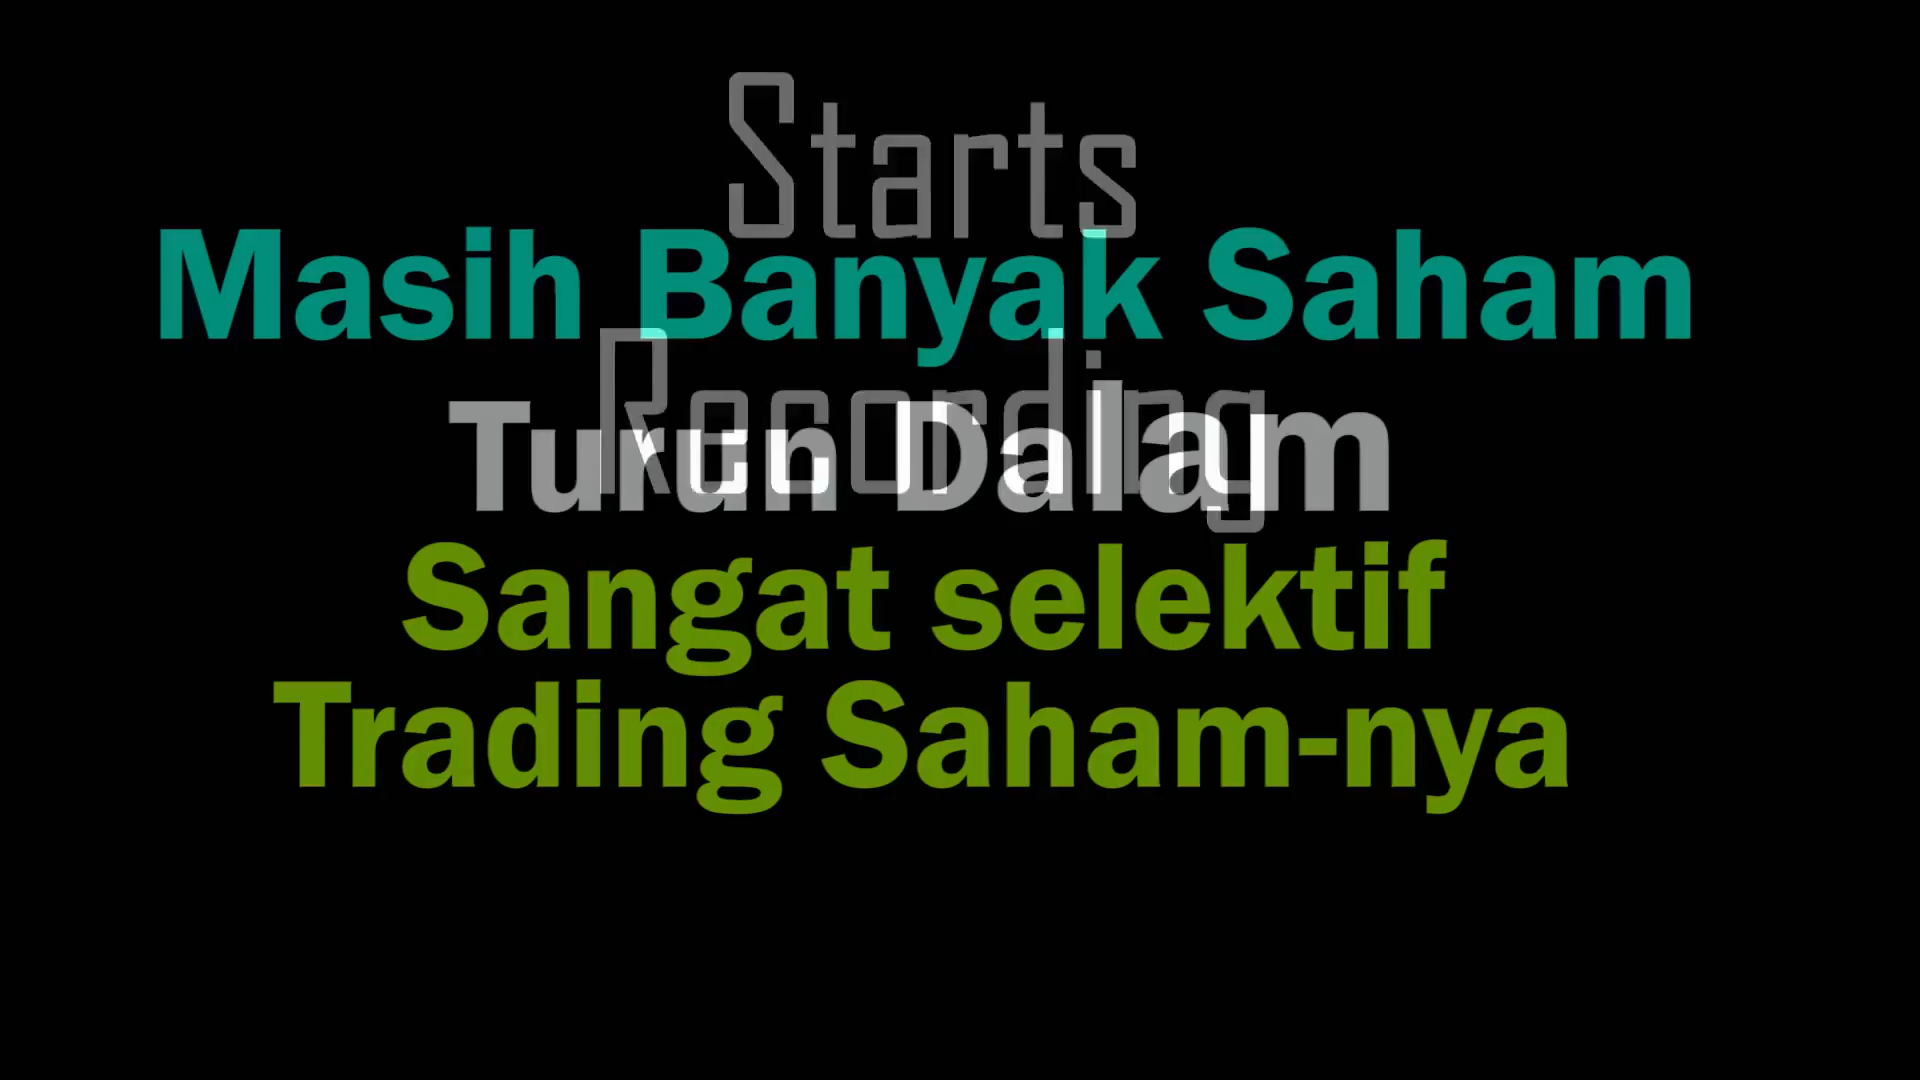 Starts
Masih Banyak Saham
Recording
Turun Dalam
Sangat selektif
Trading Saham-nya